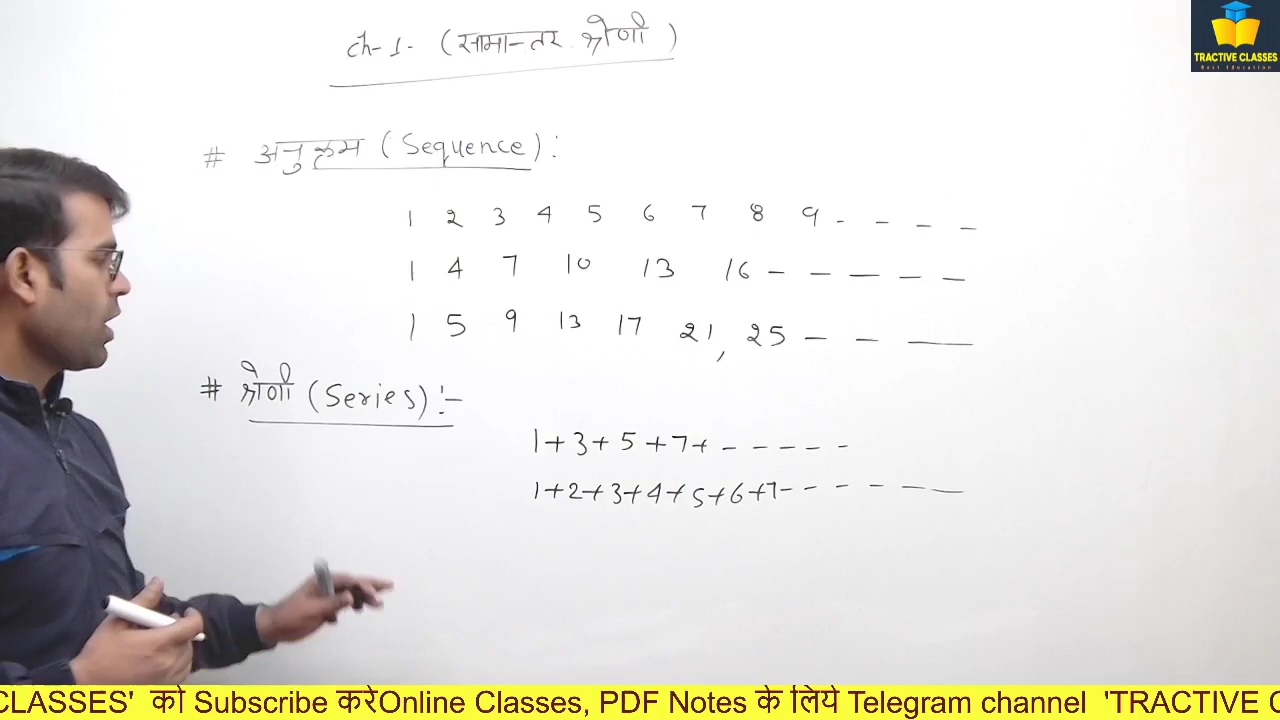 ch-1- (सामान्तर श्रेणी)
TRACTIVE CLASSES
Best Education
# अनुक्रम (Sequence) :
1 2 3 4 5 6 7 8 9 - - - -
1 4 7 10 13 16 - - - - -
1 5 9 13 17 21, 25 - - -
# श्रेणी (Series) :-
1+3+5+7+ - - - - -
1+2+3+4+5+6+7- - - - - -
CLASSES' को Subscribe करेOnline Classes, PDF Notes के लिये Telegram channel 'TRACTIVE C